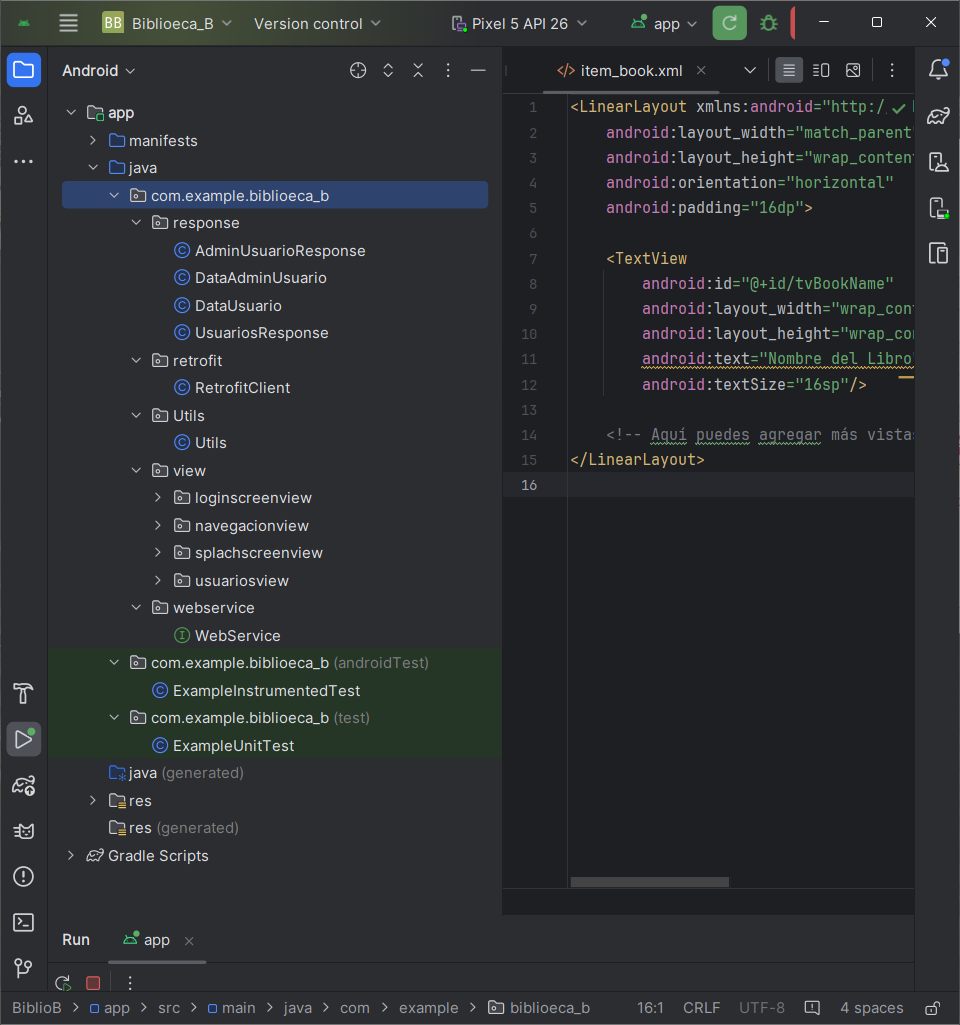 BB Biblioeca_B Version control Pixel 5 API 26 app
Android
app
manifests
java
com.example.biblioeca_b
response
AdminUsuarioResponse
DataAdminUsuario
DataUsuario
UsuariosResponse
retrofit
RetrofitClient
Utils
Utils
view
loginscreenview
navegacionview
splachscreenview
usuariosview
webservice
WebService
com.example.biblioeca_b (androidTest)
ExampleInstrumentedTest
com.example.biblioeca_b (test)
ExampleUnitTest
java (generated)
res
res (generated)
Gradle Scripts
</> item_book.xml
1 <LinearLayout xmlns:android="http:/
2 android:layout_width="match_parent"
3 android:layout_height="wrap_conten
4 android:orientation="horizontal"
5 android:padding="16dp">
6
7 <TextView
8 android:id="@+id/tvBookName"
9 android:layout_width="wrap_con
10 android:layout_height="wrap_co
11 android:text="Nombre del Libro"
12 android:textSize="16sp"/>
13
14 <!-- Aquí puedes agregar más vistas
15 </LinearLayout>
16
Run app
BiblioB > app > src > main > java > com > example > biblioeca_b 16:1 CRLF UTF-8 4 spaces